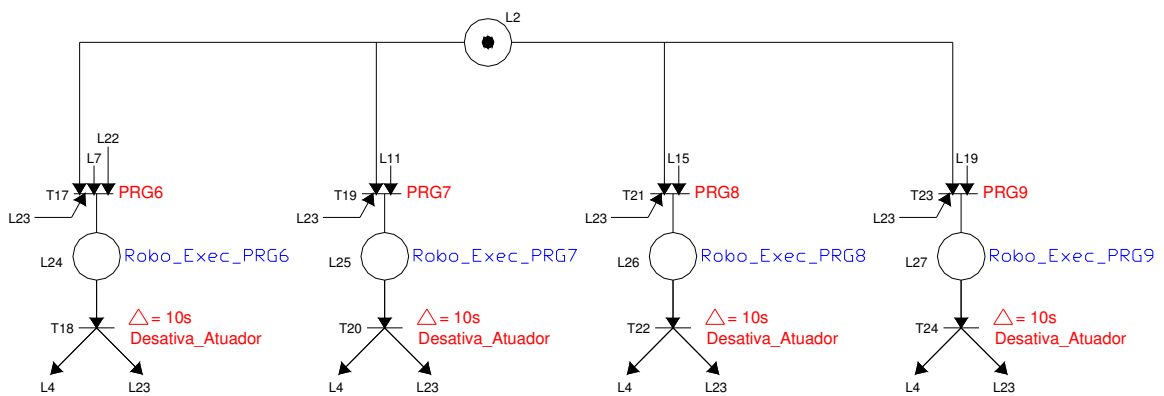 L2
L22
L7
L11
L15
L19
T17
PRG6
T19
PRG7
T21
PRG8
T23
PRG9
L23
L23
L23
L23
L24
Robo_Exec_PRG6
L25
Robo_Exec_PRG7
L26
Robo_Exec_PRG8
L27
Robo_Exec_PRG9
T18
△ = 10s
Desativa_Atuador
T20
△ = 10s
Desativa_Atuador
T22
△ = 10s
Desativa_Atuador
T24
△ = 10s
Desativa_Atuador
L4
L23
L4
L23
L4
L23
L4
L23